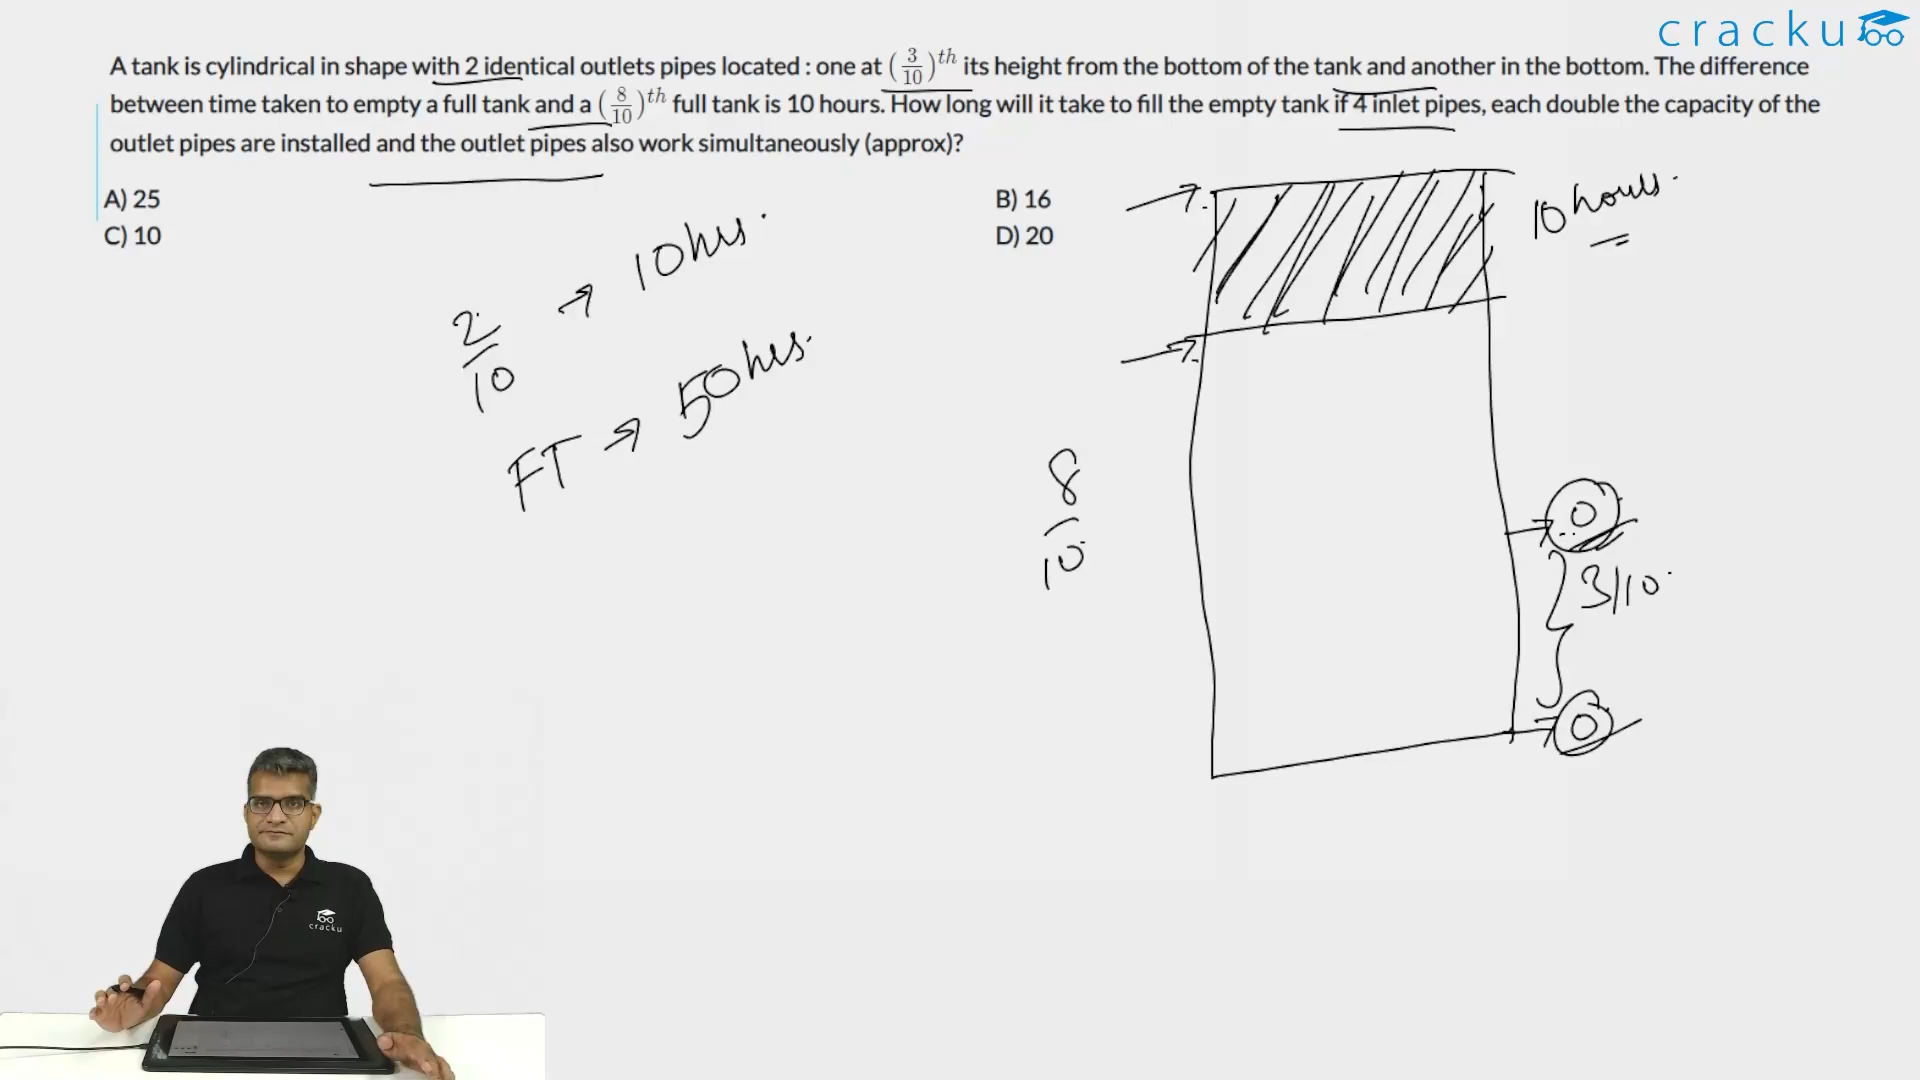 cracku
A tank is cylindrical in shape with 2 identical outlets pipes located : one at (3/10)^th its height from the bottom of the tank and another in the bottom. The difference
between time taken to empty a full tank and a (8/10)^th full tank is 10 hours. How long will it take to fill the empty tank if 4 inlet pipes, each double the capacity of the
outlet pipes are installed and the outlet pipes also work simultaneously (approx)?
A) 25
B) 16
C) 10
D) 20
2/10 → 10hrs.
FT → 50hrs.
10 hours.
8/10
O
3/10
O
cracku